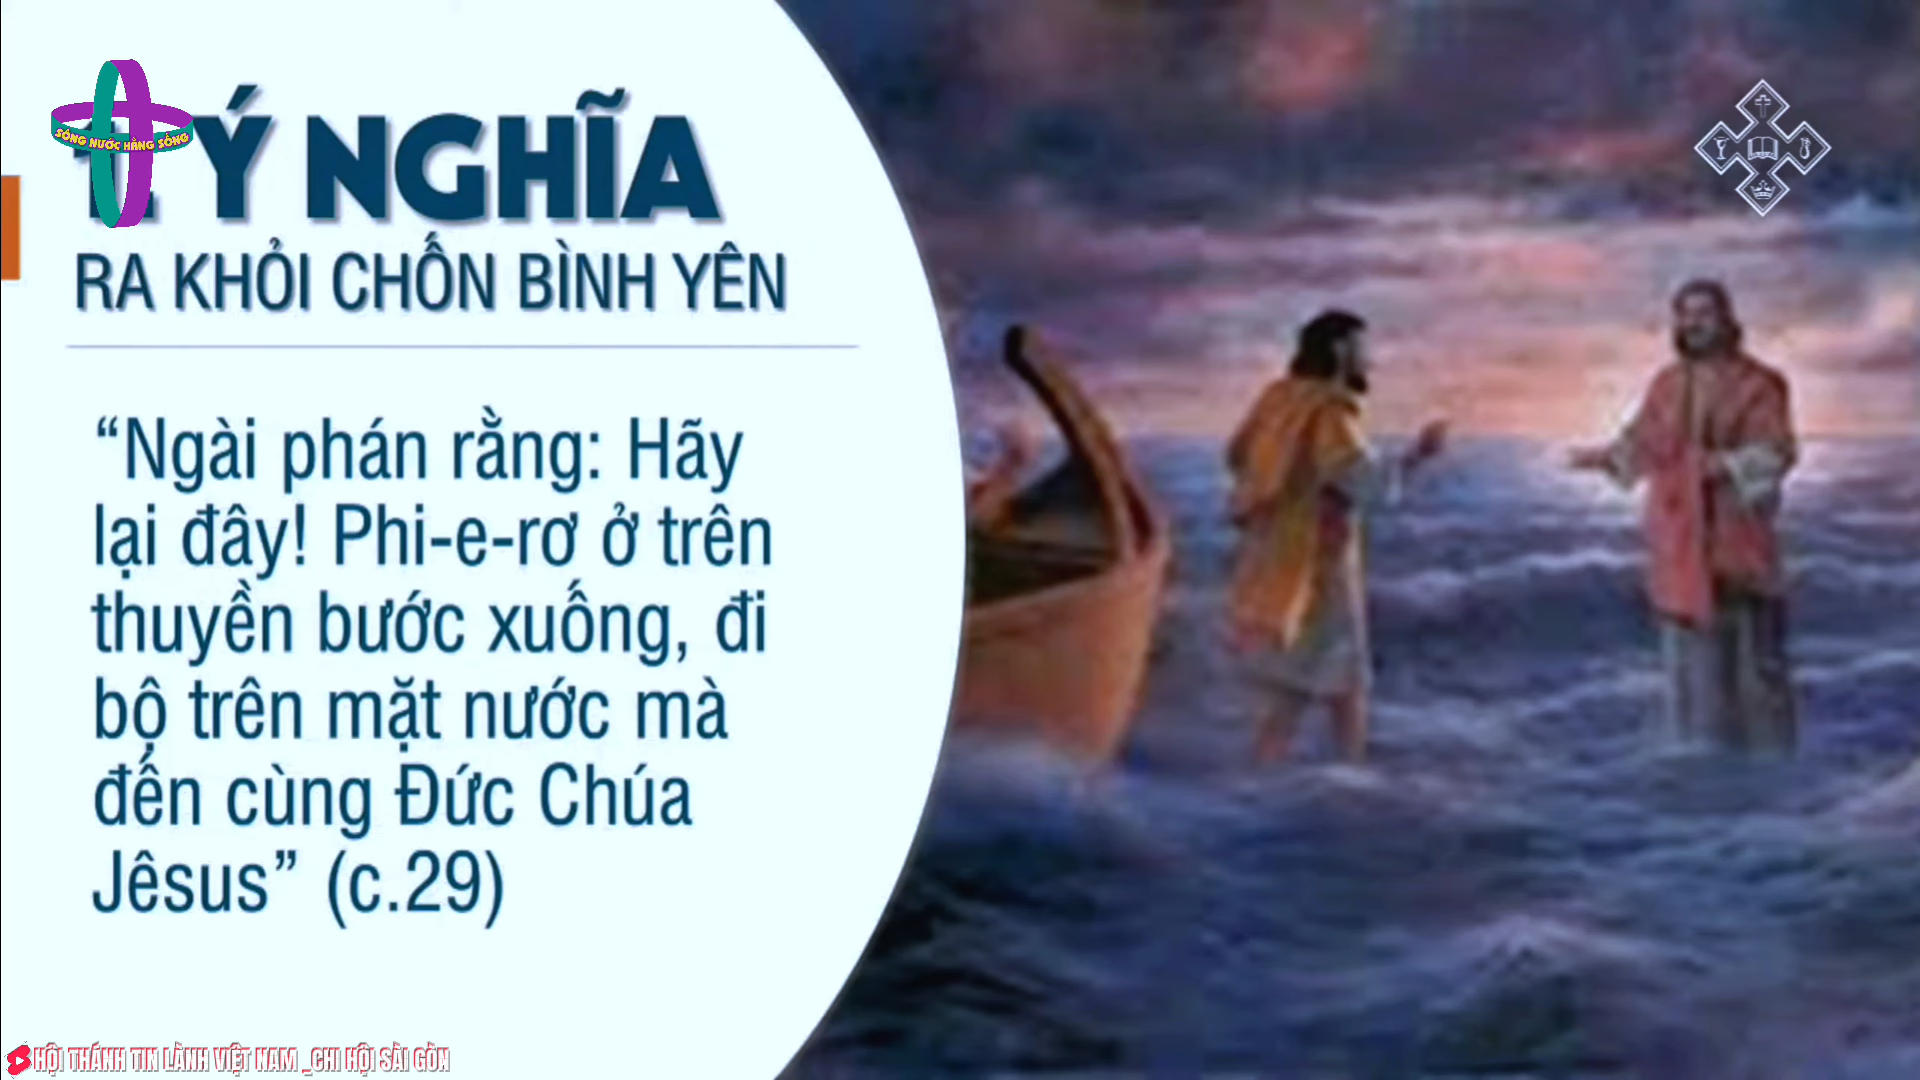 SÔNG NƯỚC HẰNG SỐNG
Ý NGHĨA
RA KHỎI CHỐN BÌNH YÊN
“Ngài phán rằng: Hãy
lại đây! Phi-e-rơ ở trên
thuyền bước xuống, đi
bộ trên mặt nước mà
đến cùng Đức Chúa
Jêsus” (c.29)
HỘI THÁNH TIN LÀNH VIỆT NAM _CHI HỘI SÀI GÒN